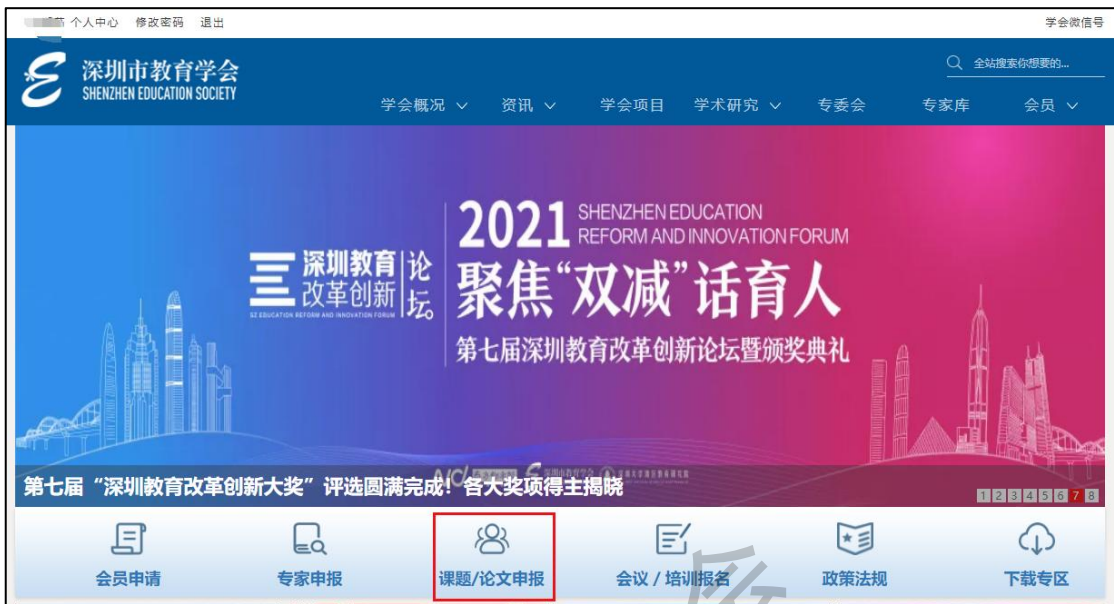 个人中心 修改密码 退出 学会微信号
深圳市教育学会
SHENZHEN EDUCATION SOCIETY
全站搜索你想要的...
学会概况 资讯 学会项目 学术研究 专委会 专家库 会员
深圳教育
改革创新
论坛。
SZ EDUCATION REFORM AND INNOVATION FORUM
2021
SHENZHEN EDUCATION
REFORM AND INNOVATION FORUM
聚焦“双减”话育人
第七届深圳教育改革创新论坛暨颁奖典礼
第七届“深圳教育改革创新大奖”评选圆满完成！各大奖项得主揭晓
1 2 3 4 5 6 7 8
会员申请 专家申报 课题/论文申报 会议 / 培训报名 政策法规 下载专区